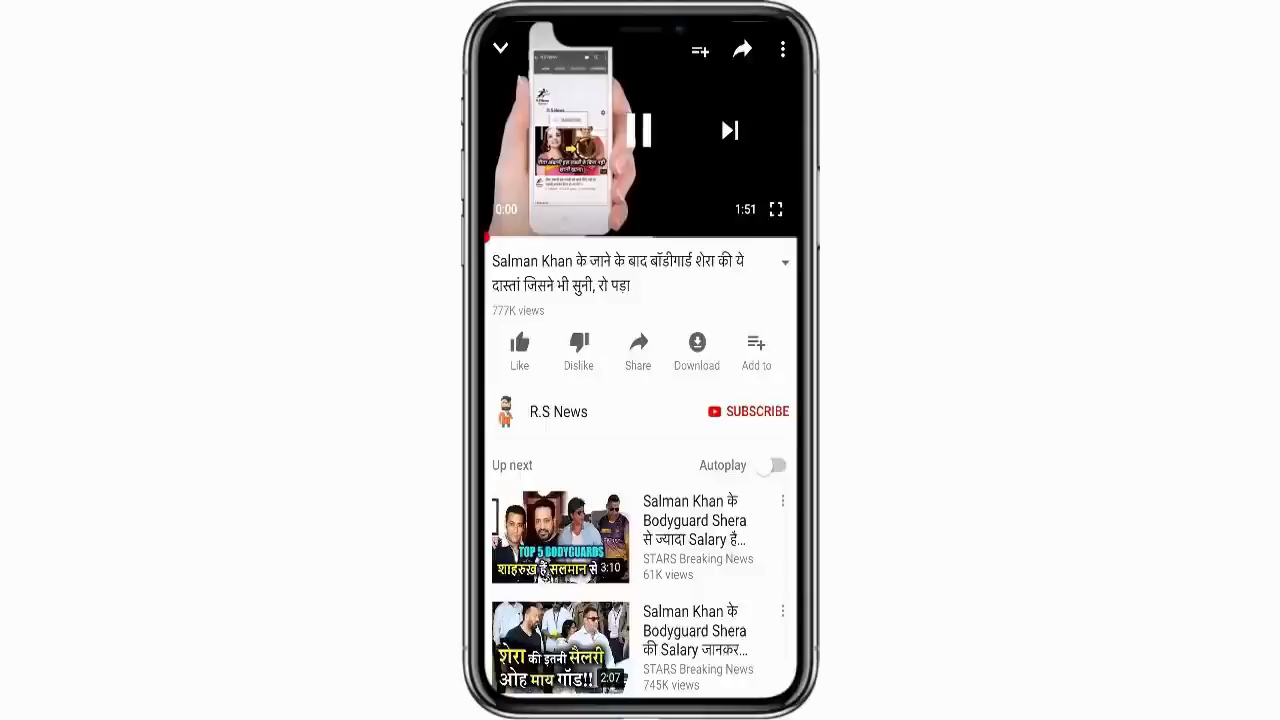 R.S News
0:00
1:51
Salman Khan के जाने के बाद बॉडीगार्ड शेरा की ये
दास्तां जिसने भी सुनी, रो पड़ा
777K views
Like
Dislike
Share
Download
Add to
R.S News
SUBSCRIBE
Up next
Autoplay
TOP 5 BODYGUARDS
शाहरुख़ हैं सलमान से
3:10
Salman Khan के
Bodyguard Shera
से ज्यादा Salary है...
STARS Breaking News
61K views
शेरा की इतनी सैलरी
ओह माय गॉड!!
2:07
Salman Khan के
Bodyguard Shera
की Salary जानकर...
STARS Breaking News
745K views